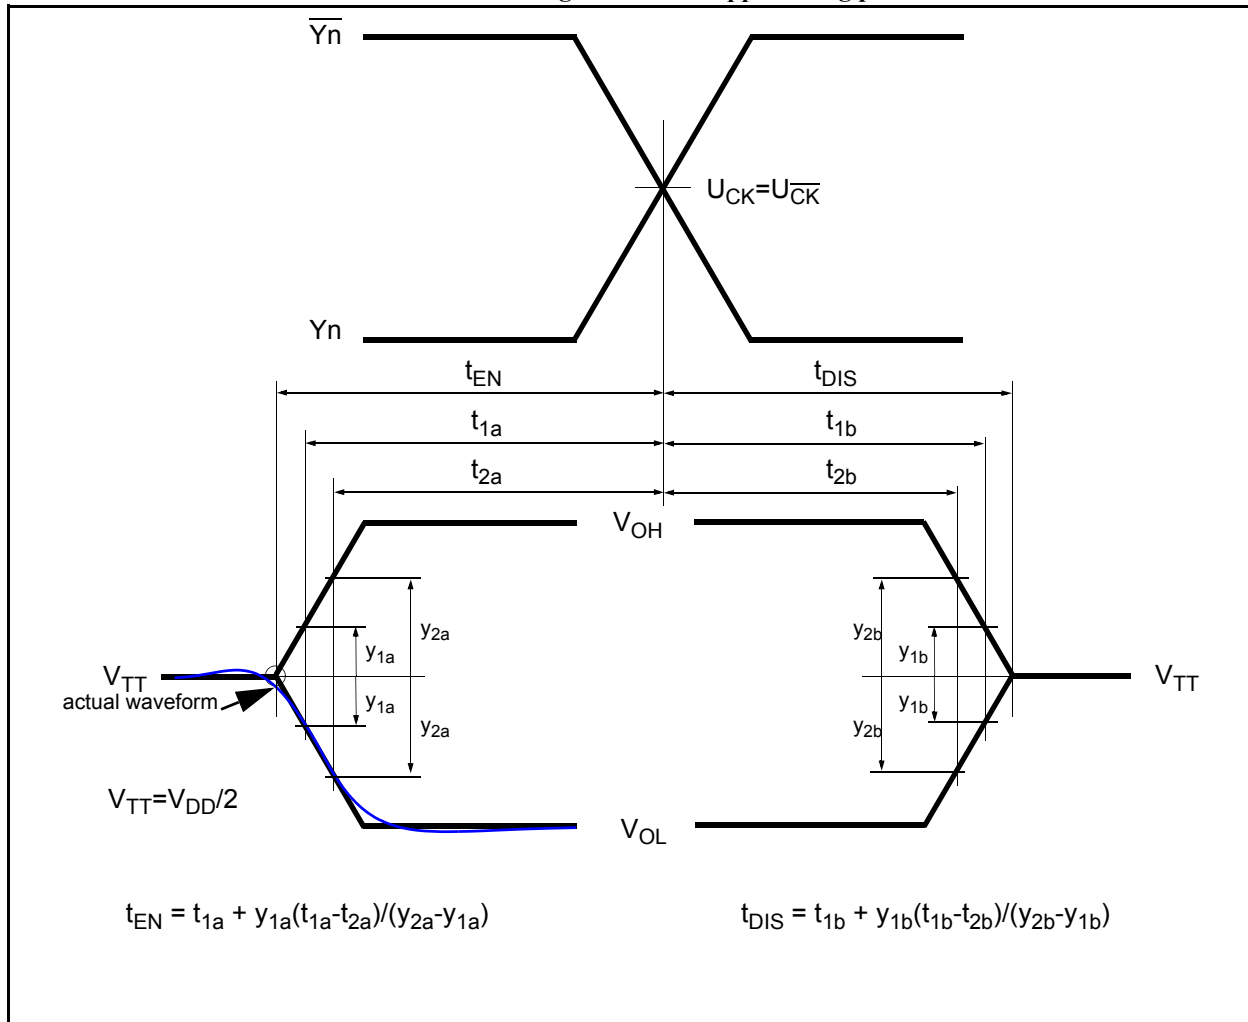 Y̅n̅
U_CK=U_C̅K̅
Yn
t_EN t_DIS
t_1a t_1b
t_2a t_2b
V_OH
y_2a y_2b
y_1a y_1b
V_TT V_TT
actual waveform
y_1a y_1b
y_2a y_2b
V_TT=V_DD/2
V_OL
t_EN = t_1a + y_1a(t_1a-t_2a)/(y_2a-y_1a) t_DIS = t_1b + y_1b(t_1b-t_2b)/(y_2b-y_1b)